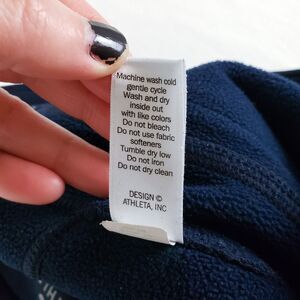 Machine wash cold
gentle cycle
Wash and dry
inside out
with like colors
Do not bleach
Do not use fabric
softeners
Tumble dry low
Do not iron
Do not dry clean
DESIGN ©
ATHLETA, INC